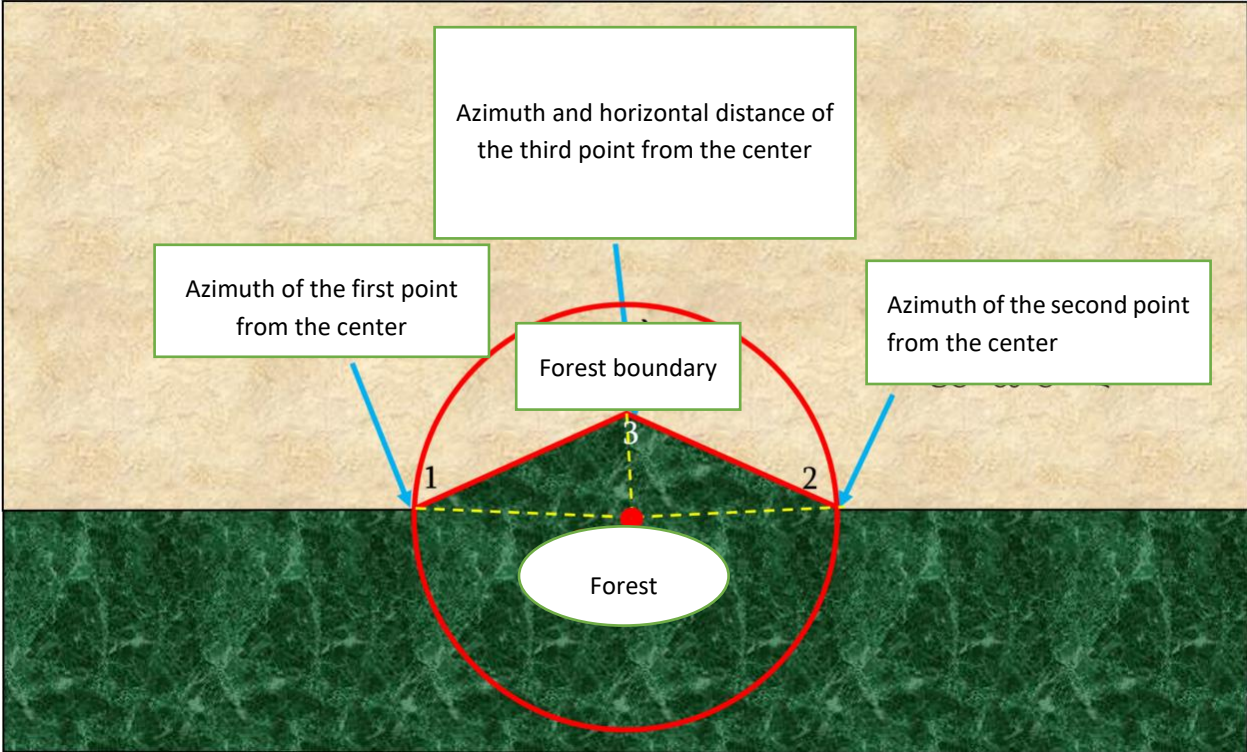 Azimuth and horizontal distance of
the third point from the center
Azimuth of the first point
from the center
Azimuth of the second point
from the center
Forest boundary
3
1
2
Forest